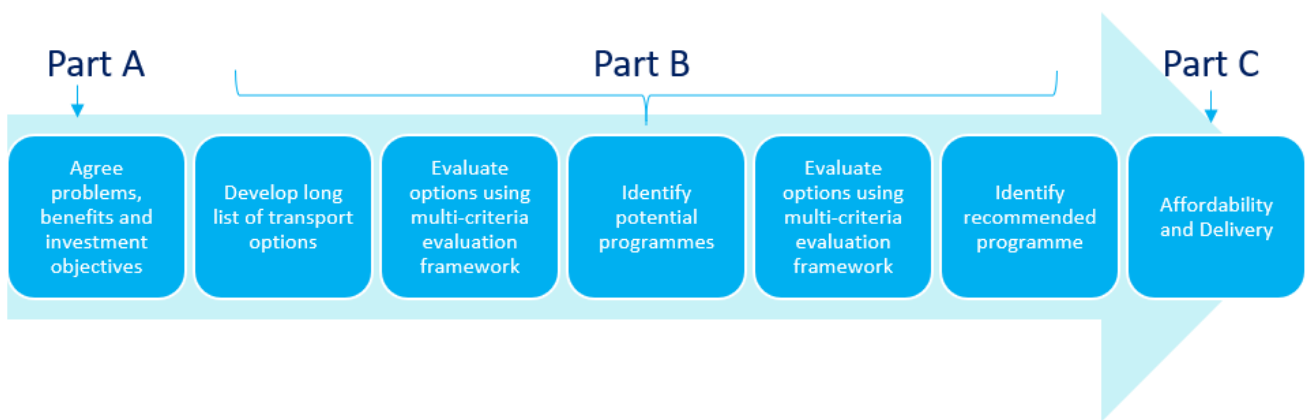 Part A
Part B
Part C
Agree
problems,
benefits and
investment
objectives
Develop long
list of transport
options
Evaluate
options using
multi-criteria
evaluation
framework
Identify
potential
programmes
Evaluate
options using
multi-criteria
evaluation
framework
Identify
recommended
programme
Affordability
and Delivery